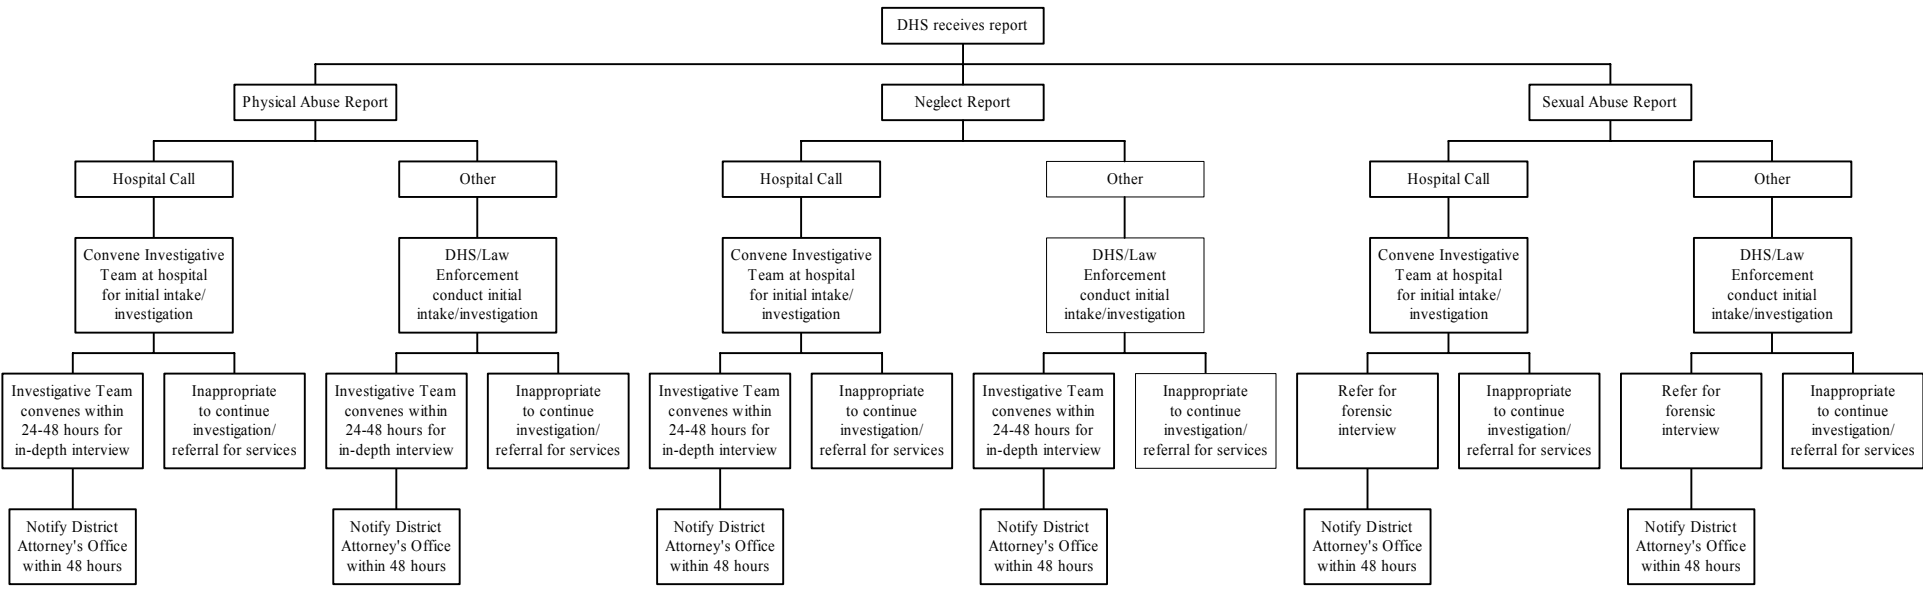 DHS receives report
Physical Abuse Report
Neglect Report
Sexual Abuse Report
Hospital Call
Other
Hospital Call
Other
Hospital Call
Other
Convene Investigative
Team at hospital
for initial intake/
investigation
DHS/Law
Enforcement
conduct initial
intake/investigation
Convene Investigative
Team at hospital
for initial intake/
investigation
DHS/Law
Enforcement
conduct initial
intake/investigation
Convene Investigative
Team at hospital
for initial intake/
investigation
DHS/Law
Enforcement
conduct initial
intake/investigation
Investigative Team
convenes within
24-48 hours for
in-depth interview
Inappropriate
to continue
investigation/
referral for services
Investigative Team
convenes within
24-48 hours for
in-depth interview
Inappropriate
to continue
investigation/
referral for services
Investigative Team
convenes within
24-48 hours for
in-depth interview
Inappropriate
to continue
investigation/
referral for services
Investigative Team
convenes within
24-48 hours for
in-depth interview
Inappropriate
to continue
investigation/
referral for services
Refer for
forensic
interview
Inappropriate
to continue
investigation/
referral for services
Refer for
forensic
interview
Inappropriate
to continue
investigation/
referral for services
Notify District
Attorney's Office
within 48 hours
Notify District
Attorney's Office
within 48 hours
Notify District
Attorney's Office
within 48 hours
Notify District
Attorney's Office
within 48 hours
Notify District
Attorney's Office
within 48 hours
Notify District
Attorney's Office
within 48 hours